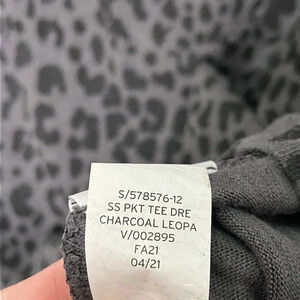 S/578576-12
SS PKT TEE DRE
CHARCOAL LEOPA
V/002895
FA21
04/21